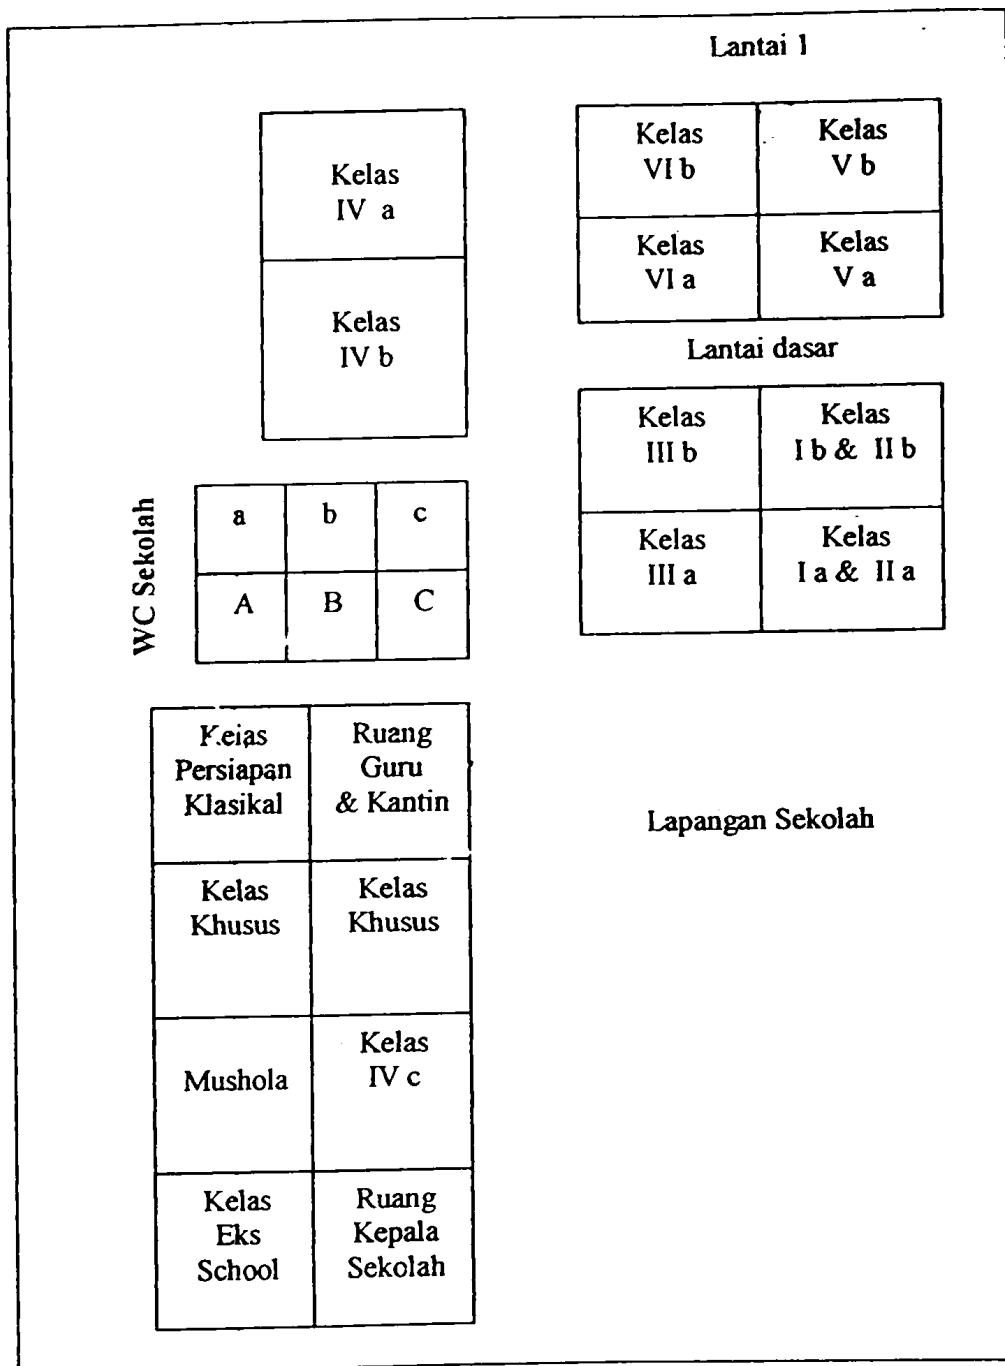 Lantai 1
Kelas
IV a
Kelas
IV b
Kelas
VI b
Kelas
V b
Kelas
VI a
Kelas
V a
Lantai dasar
Kelas
III b
Kelas
I b & II b
Kelas
III a
Kelas
I a & II a
WC Sekolah
a
b
c
A
B
C
Kelas
Persiapan
Klasikal
Ruang
Guru
& Kantin
Kelas
Khusus
Kelas
Khusus
Mushola
Kelas
IV c
Kelas
Eks
School
Ruang
Kepala
Sekolah
Lapangan Sekolah